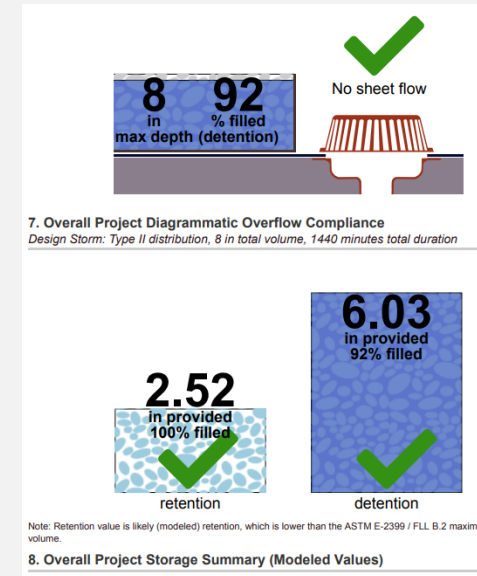 8 92
in % filled
max depth (detention)
No sheet flow
7. Overall Project Diagrammatic Overflow Compliance
Design Storm: Type II distribution, 8 in total volume, 1440 minutes total duration
6.03
in provided
92% filled
2.52
in provided
100% filled
retention
detention
Note: Retention value is likely (modeled) retention, which is lower than the ASTM E-2399 / FLL B.2
volume.
8. Overall Project Storage Summary (Modeled Values)